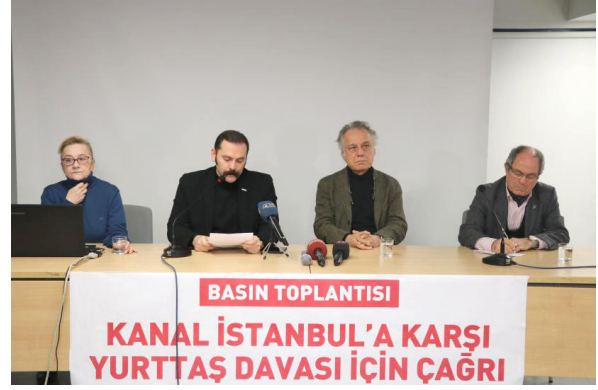 BASIN TOPLANTISI
KANAL İSTANBUL'A KARŞI
YURTTAŞ DAVASI İÇİN ÇAĞRI